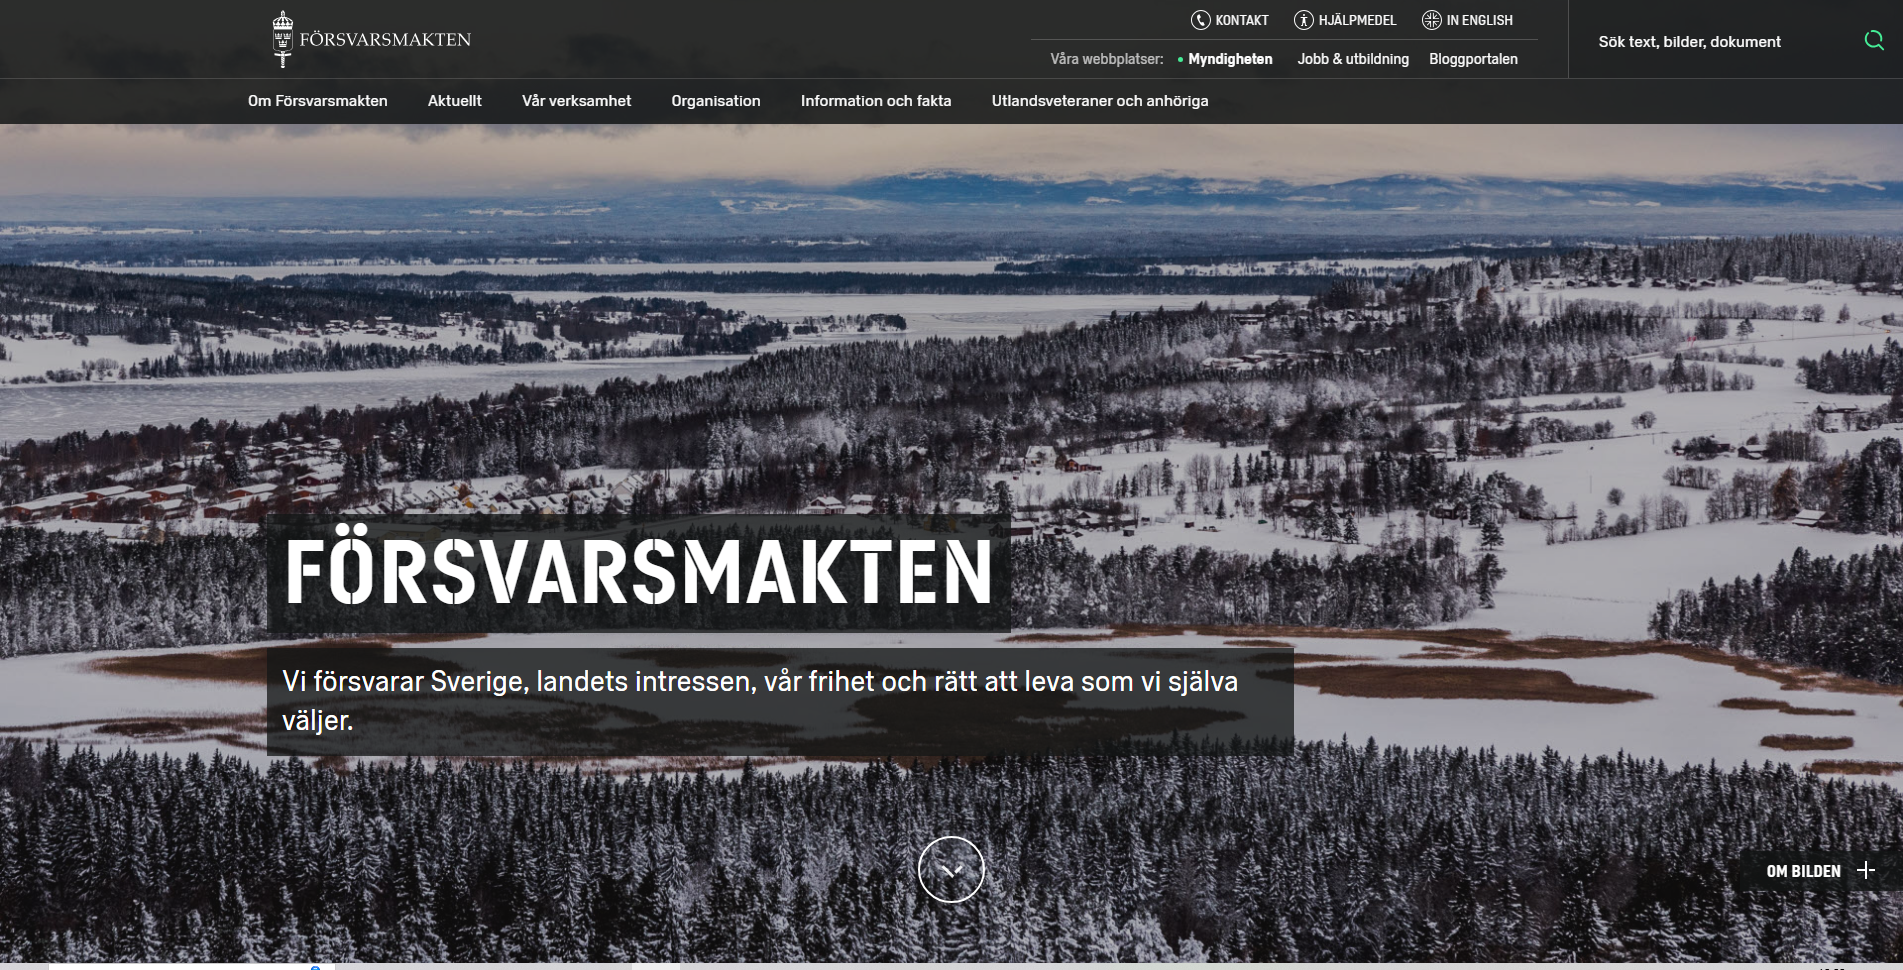 FÖRSVARSMAKTEN
KONTAKT
HJÄLPMEDEL
IN ENGLISH
Våra webbplatser:
Myndigheten
Jobb & utbildning
Bloggportalen
Sök text, bilder, dokument
Om Försvarsmakten
Aktuellt
Vår verksamhet
Organisation
Information och fakta
Utlandsveteraner och anhöriga
FÖRSVARSMAKTEN
Vi försvarar Sverige, landets intressen, vår frihet och rätt att leva som vi själva
väljer.
OM BILDEN